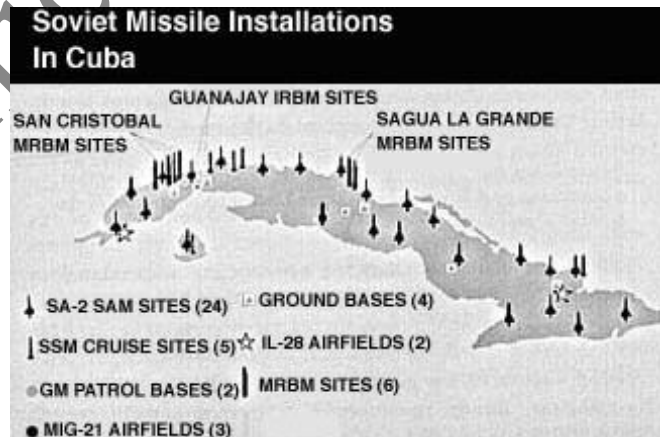 Soviet Missile Installations
In Cuba
GUANAJAY IRBM SITES
SAN CRISTOBAL
MRBM SITES
SAGUA LA GRANDE
MRBM SITES
SA-2 SAM SITES (24)
GROUND BASES (4)
SSM CRUISE SITES (5)
IL-28 AIRFIELDS (2)
GM PATROL BASES (2)
MRBM SITES (6)
MIG-21 AIRFIELDS (3)